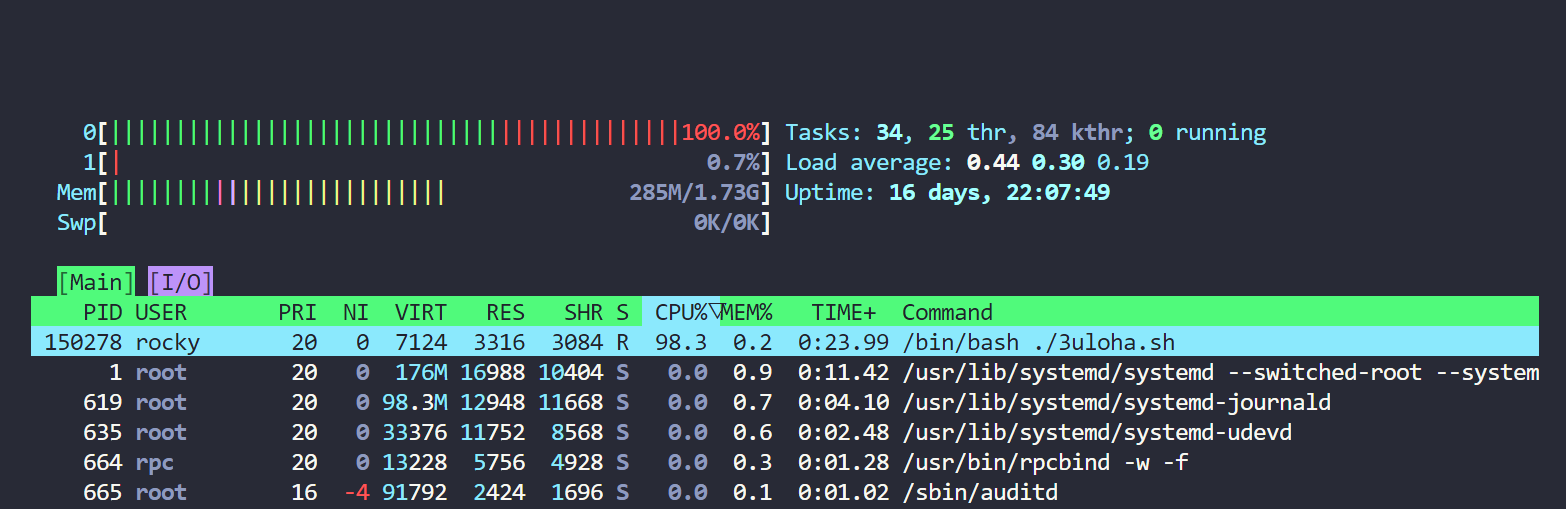 0[||||||||||||||||||||||||||||||||||||||||||||100.0%] Tasks: 34, 25 thr, 84 kthr; 0 running
1[| 0.7%] Load average: 0.44 0.30 0.19
Mem[|||||||||||||||||||||||||| 285M/1.73G] Uptime: 16 days, 22:07:49
Swp[ 0K/0K]
[Main] [I/O]
PID USER PRI NI VIRT RES SHR S CPU%▽MEM% TIME+ Command
150278 rocky 20 0 7124 3316 3084 R 98.3 0.2 0:23.99 /bin/bash ./3uloha.sh
1 root 20 0 176M 16988 10404 S 0.0 0.9 0:11.42 /usr/lib/systemd/systemd --switched-root --system
619 root 20 0 98.3M 12948 11668 S 0.0 0.7 0:04.10 /usr/lib/systemd/systemd-journald
635 root 20 0 33376 11752 8568 S 0.0 0.6 0:02.48 /usr/lib/systemd/systemd-udevd
664 rpc 20 0 13228 5756 4928 S 0.0 0.3 0:01.28 /usr/bin/rpcbind -w -f
665 root 16 -4 91792 2424 1696 S 0.0 0.1 0:01.02 /sbin/auditd